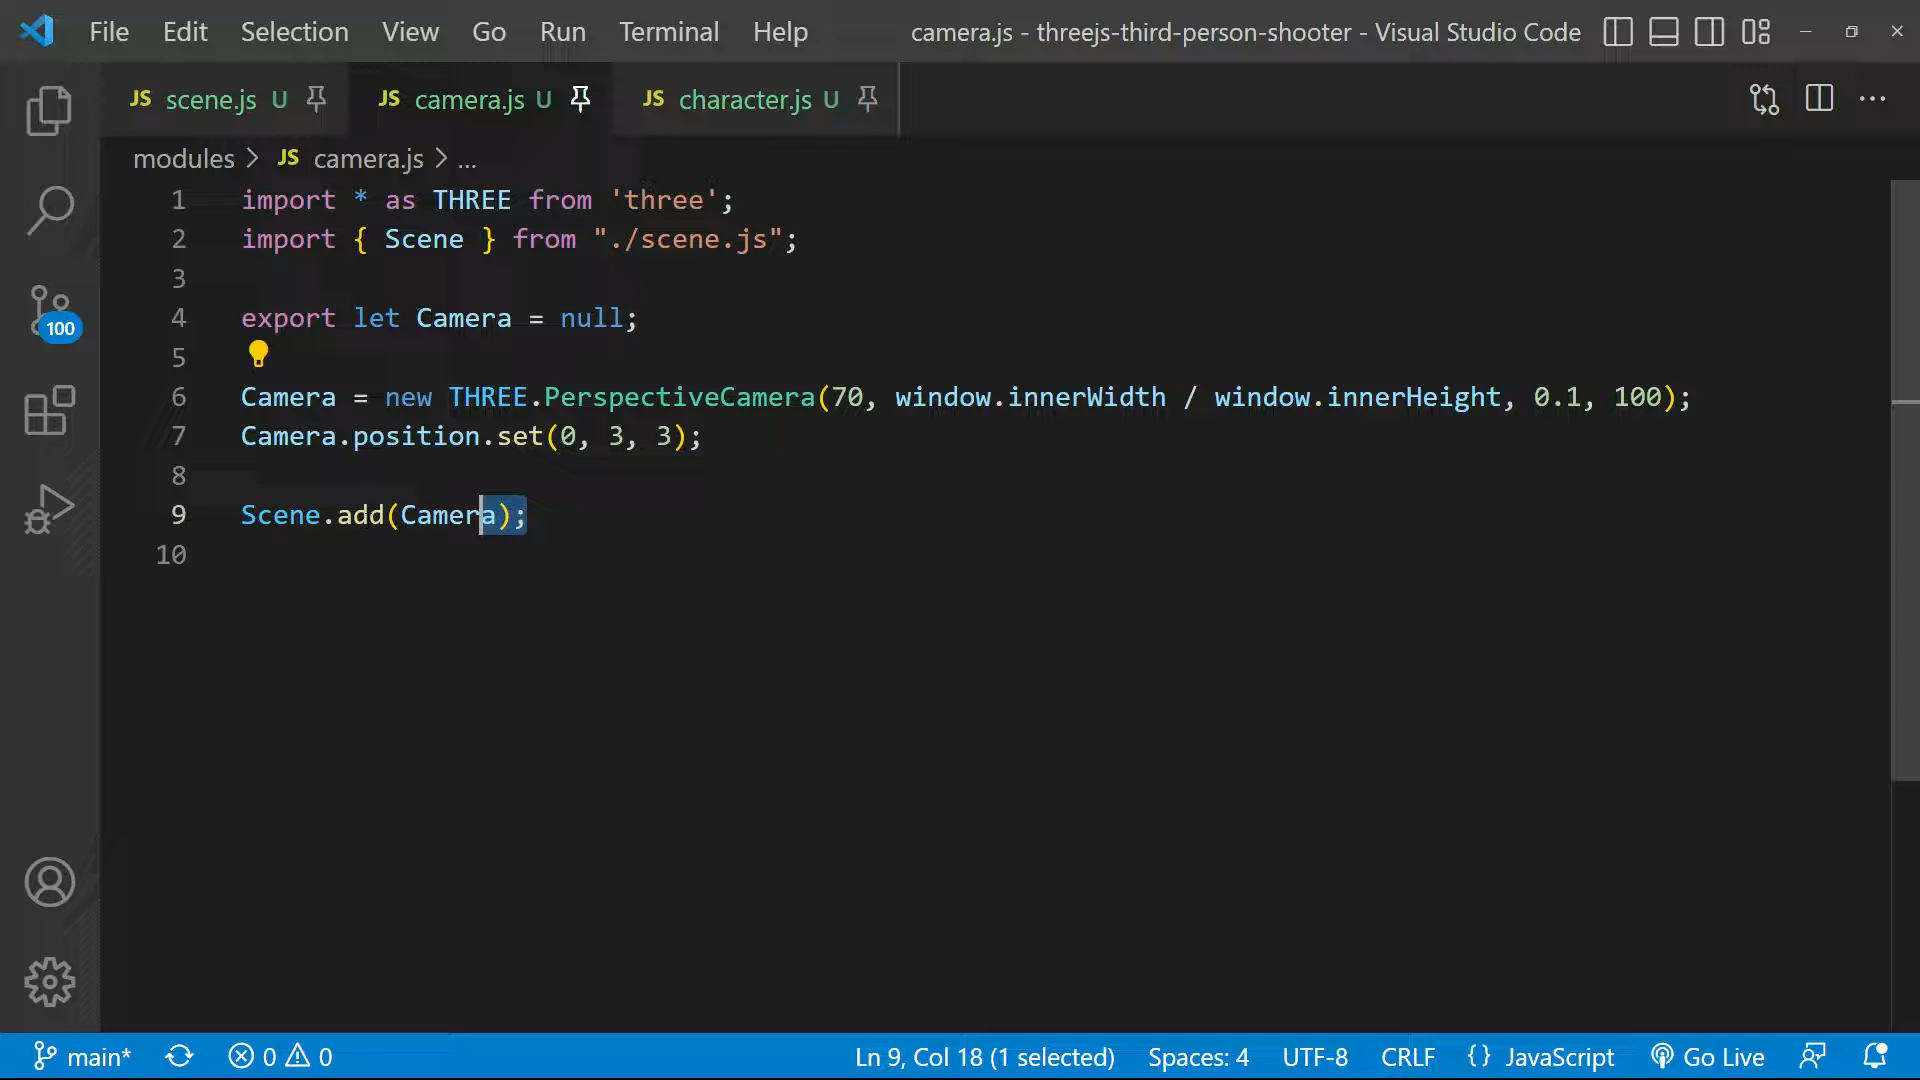 File Edit Selection View Go Run Terminal Help camera.js - threejs-third-person-shooter - Visual Studio Code
JS scene.js U JS camera.js U JS character.js U
modules > JS camera.js > ...
1 import * as THREE from 'three';
2 import { Scene } from "./scene.js";
3
4 export let Camera = null;
5
6 Camera = new THREE.PerspectiveCamera(70, window.innerWidth / window.innerHeight, 0.1, 100);
7 Camera.position.set(0, 3, 3);
8
9 Scene.add(Camera);
10
100
main* 0 0 Ln 9, Col 18 (1 selected) Spaces: 4 UTF-8 CRLF {} JavaScript Go Live